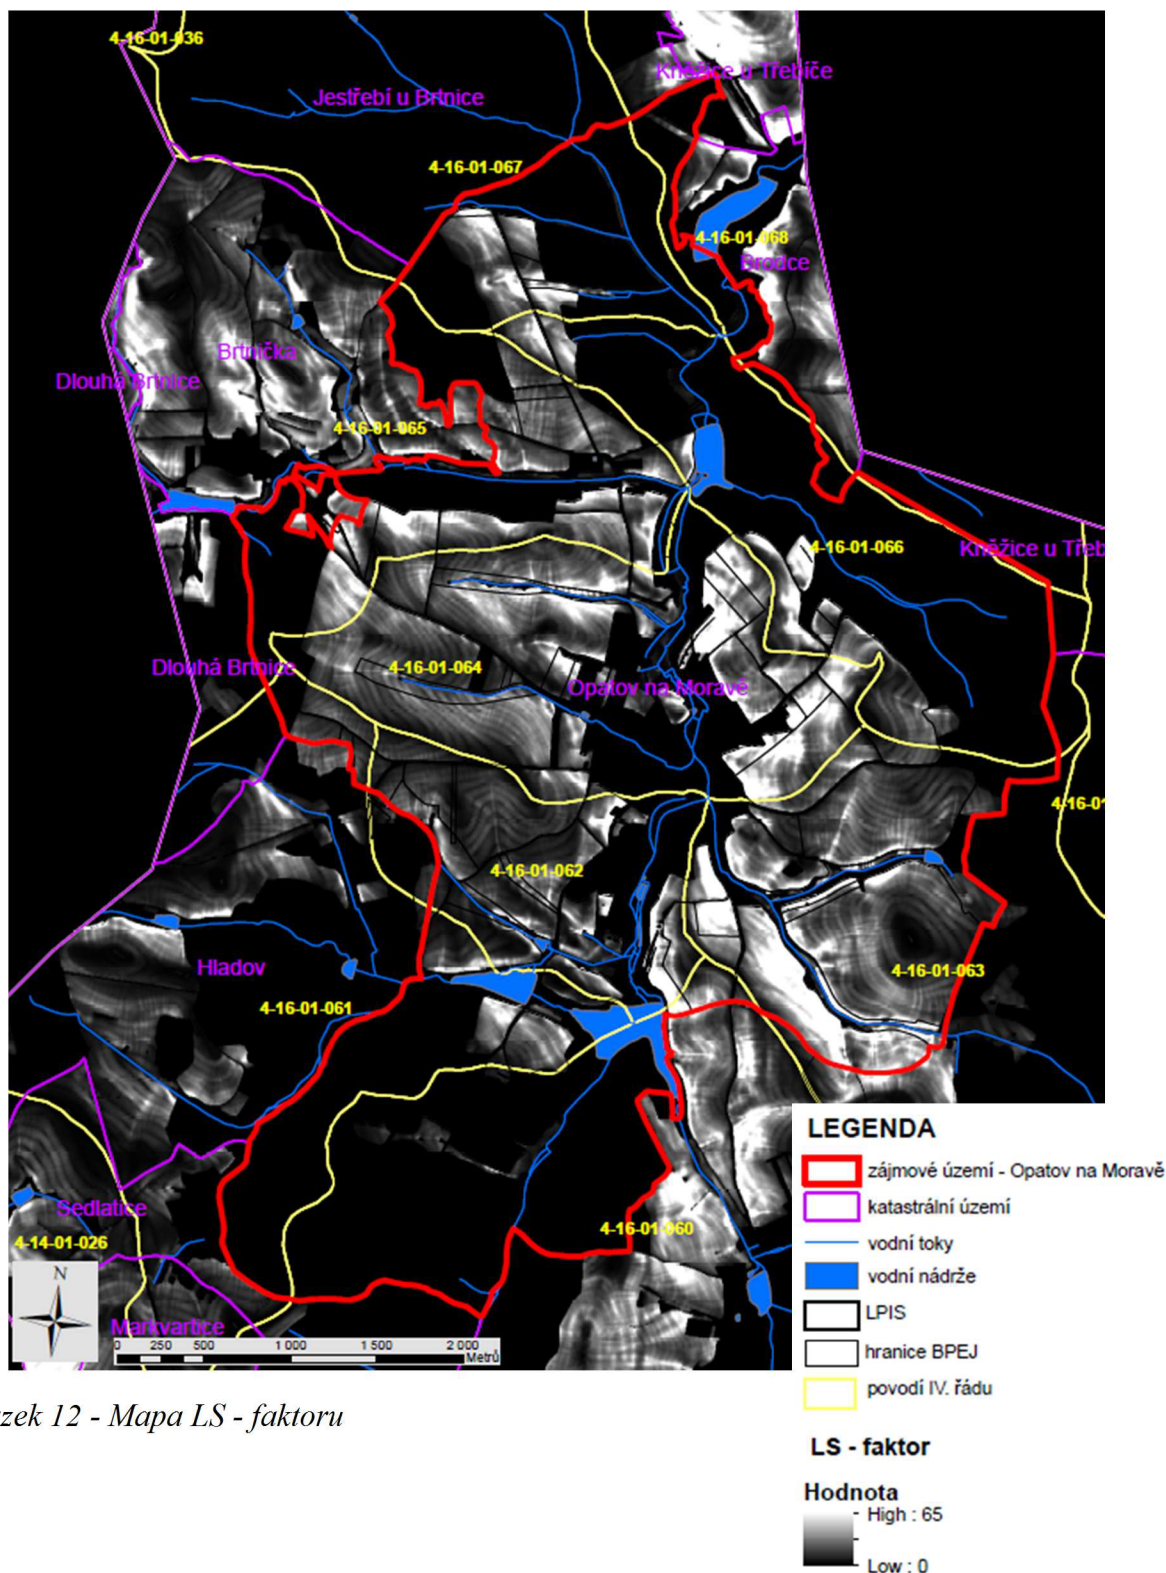 4-16-01-036
Kněžice u Třebíče
Jestřebí u Brtnice
4-16-01-067
4-16-01-068
Brodce
Brtnička
Dlouhá Brtnice
4-16-01-065
4-16-01-066
Kněžice u Třeb
Dlouhá Brtnice
4-16-01-064
Opatov na Moravě
4-16-01
4-16-01-062
Hladov
4-16-01-063
4-16-01-061
Sedlatice
4-16-01-060
4-14-01-026
N
Markvartice
0 250 500 1 000 1 500 2 000
Metrů
LEGENDA
zájmové území - Opatov na Moravě
katastrální území
vodní toky
vodní nádrže
LPIS
hranice BPEJ
povodí IV. řádu
LS - faktor
Hodnota
High : 65
Low : 0
zek 12 - Mapa LS - faktoru